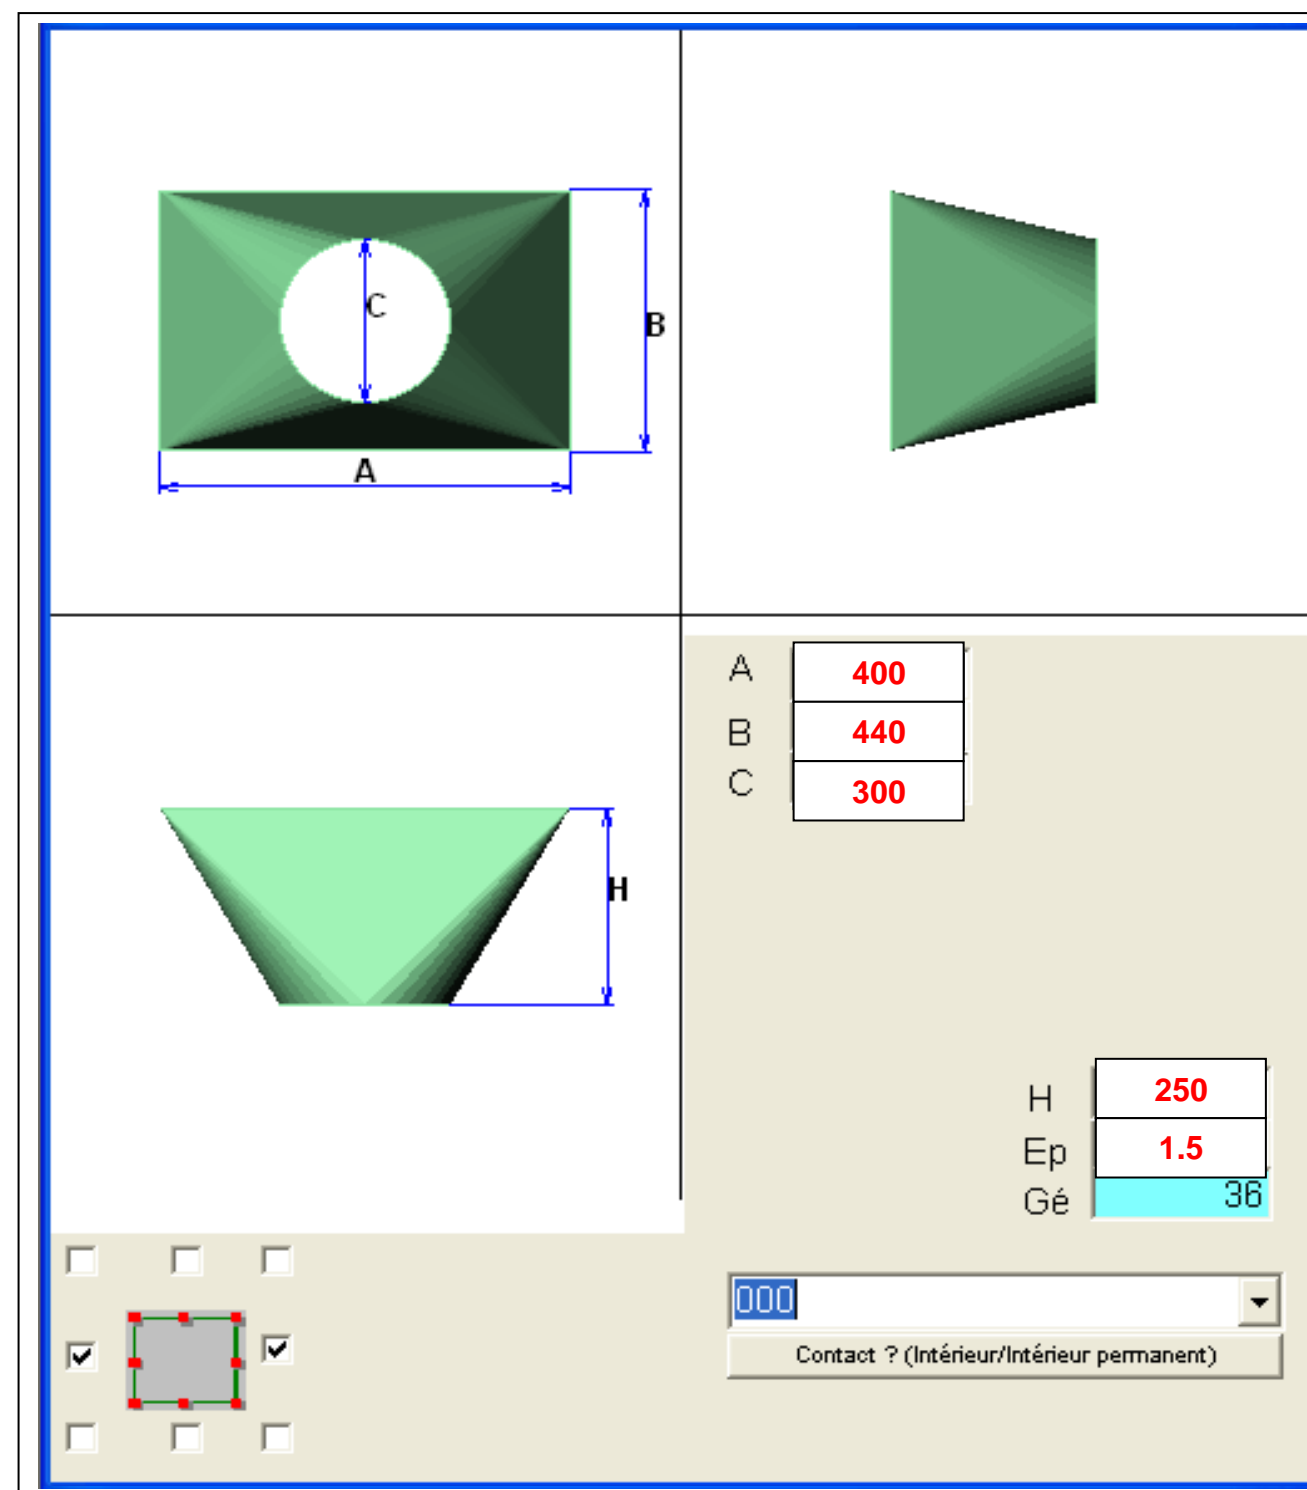 C
B
A
H
A 400
B 440
C 300
H 250
Ep 1.5
Gé 36
000
Contact ? (Intérieur/Intérieur permanent)